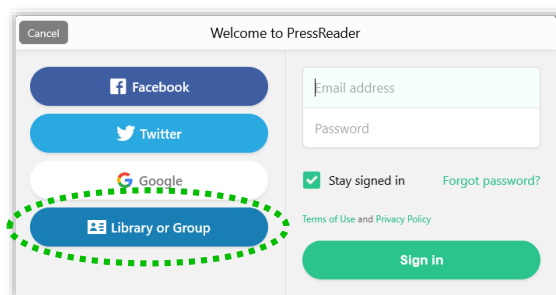 Cancel
Welcome to PressReader
Facebook
Twitter
Google
Library or Group
Email address
Password
Stay signed in
Forgot password?
Terms of Use and Privacy Policy
Sign in